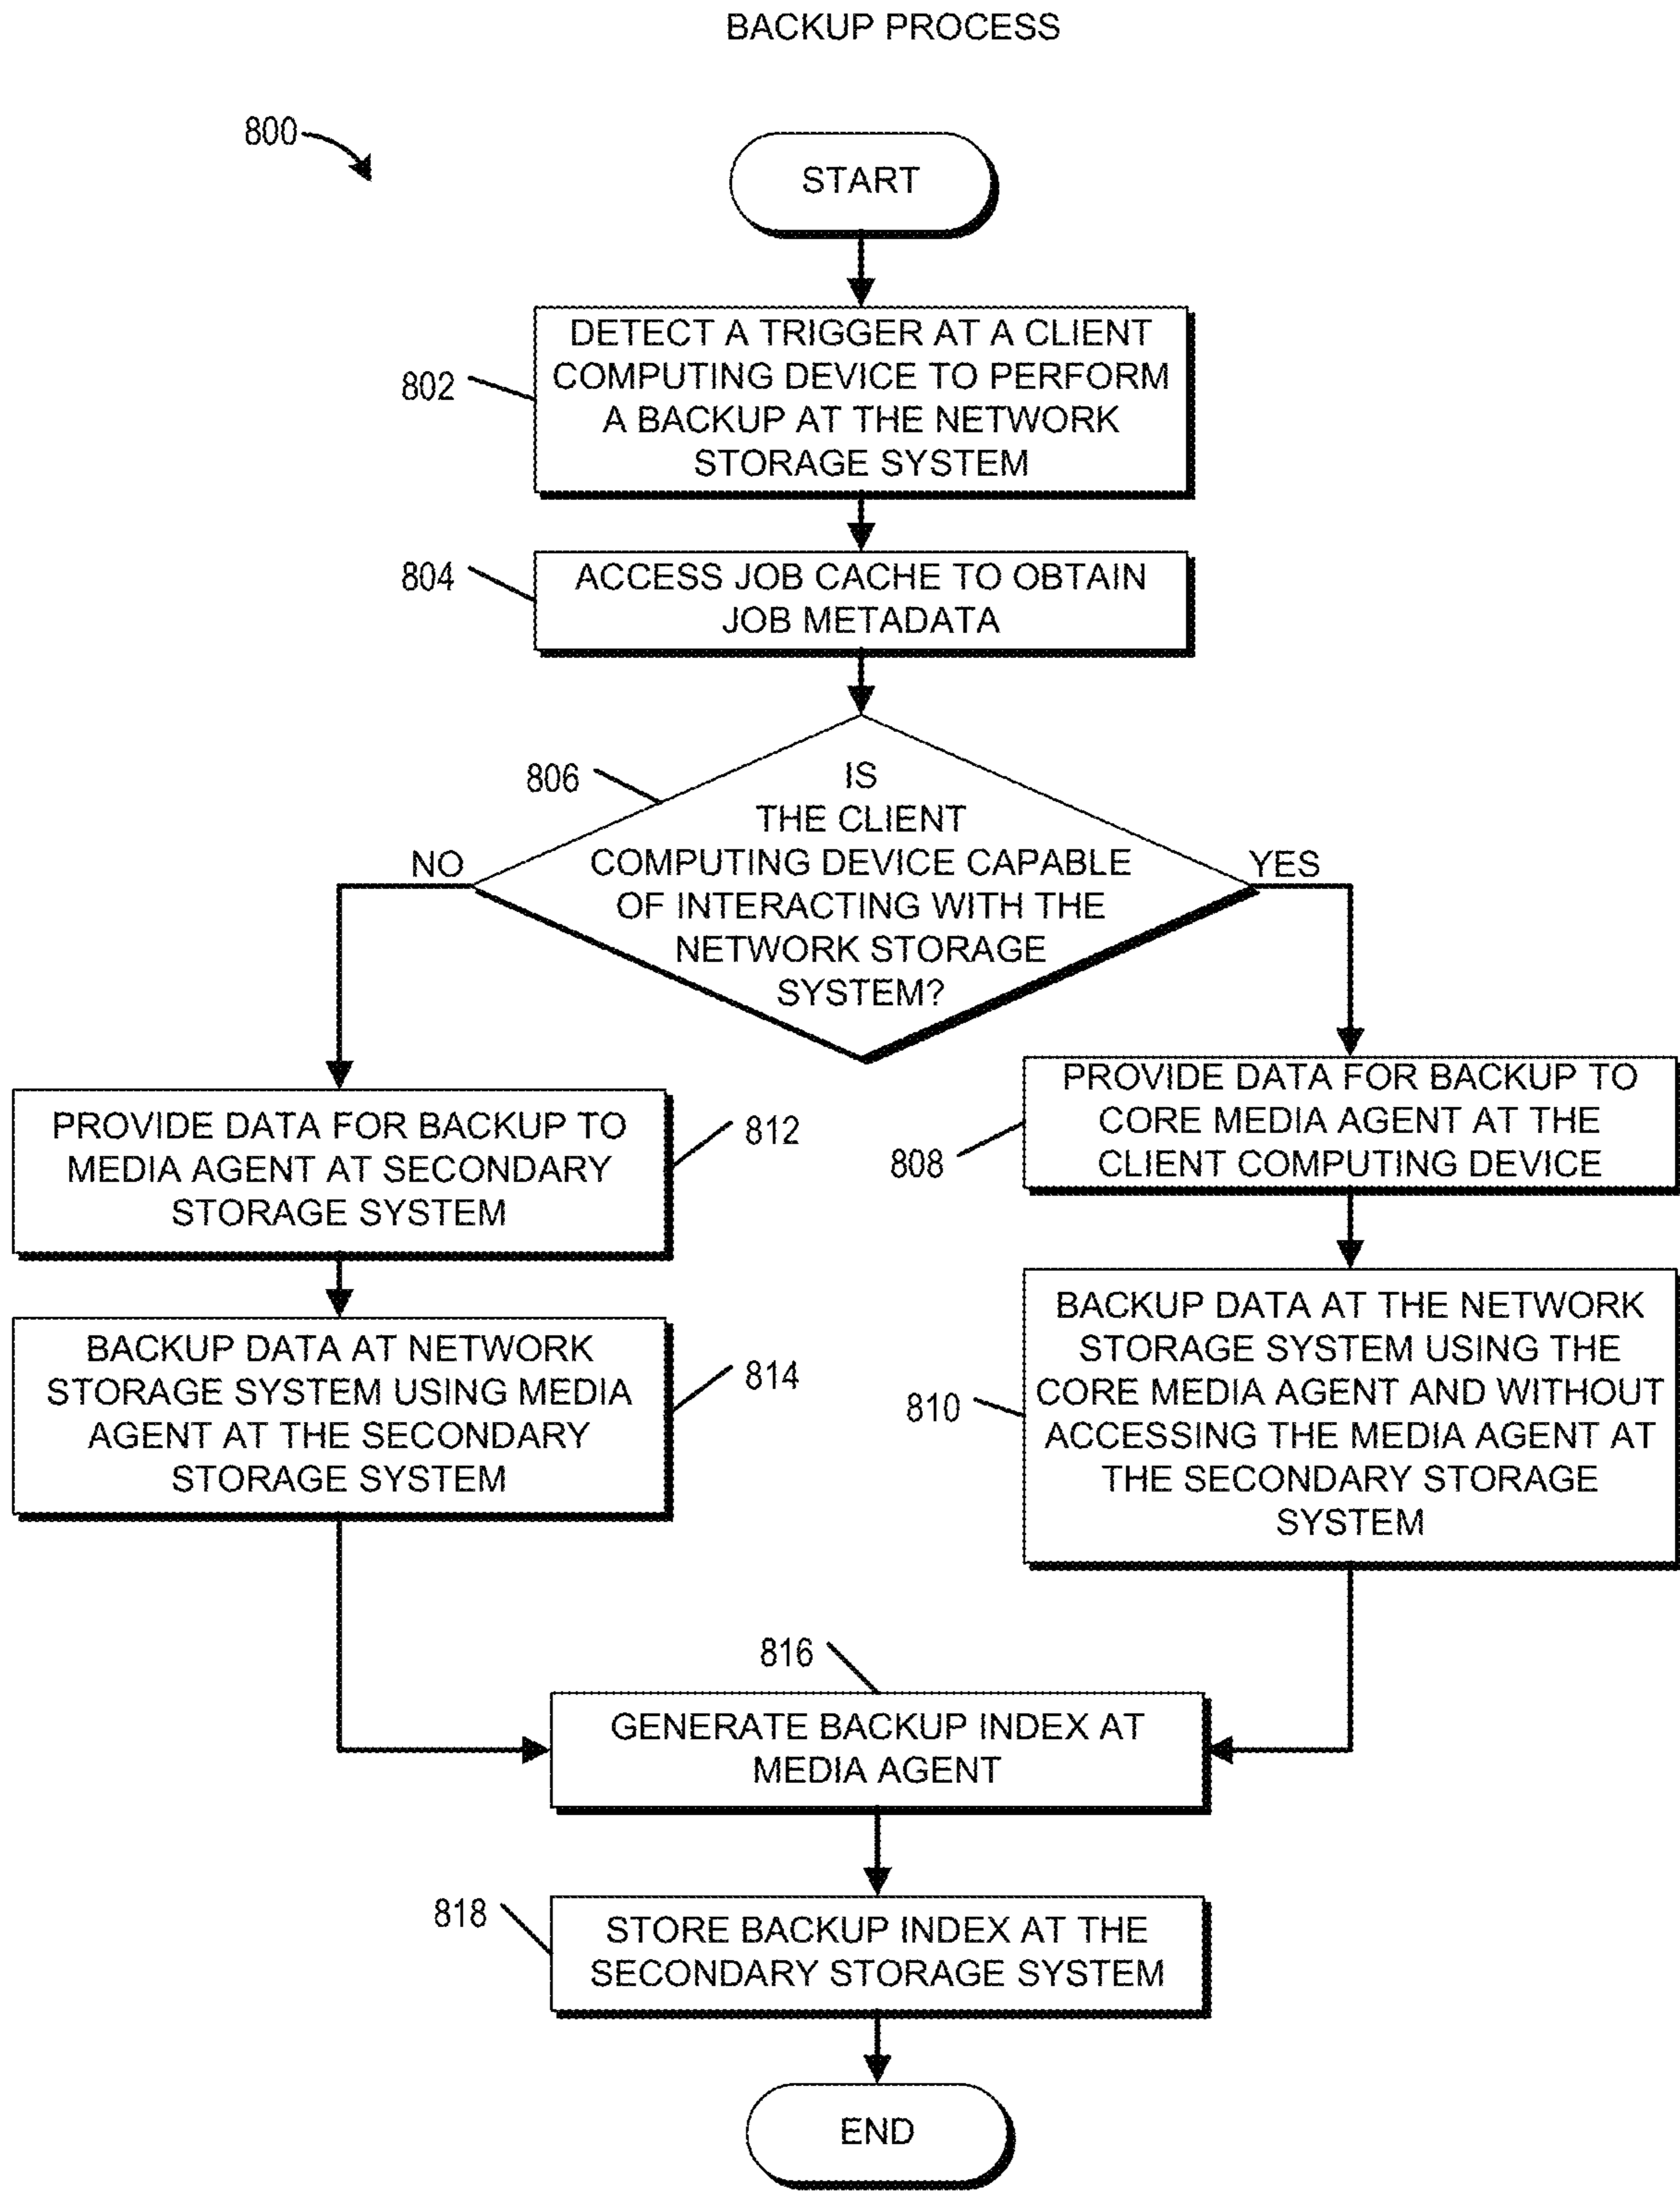 BACKUP PROCESS
800
START
802
DETECT A TRIGGER AT A CLIENT
COMPUTING DEVICE TO PERFORM
A BACKUP AT THE NETWORK
STORAGE SYSTEM
804
ACCESS JOB CACHE TO OBTAIN
JOB METADATA
806
IS
THE CLIENT
COMPUTING DEVICE CAPABLE
OF INTERACTING WITH THE
NETWORK STORAGE
SYSTEM?
NO
YES
PROVIDE DATA FOR BACKUP TO
MEDIA AGENT AT SECONDARY
STORAGE SYSTEM
812
808
PROVIDE DATA FOR BACKUP TO
CORE MEDIA AGENT AT THE
CLIENT COMPUTING DEVICE
BACKUP DATA AT NETWORK
STORAGE SYSTEM USING MEDIA
AGENT AT THE SECONDARY
STORAGE SYSTEM
814
810
BACKUP DATA AT THE NETWORK
STORAGE SYSTEM USING THE
CORE MEDIA AGENT AND WITHOUT
ACCESSING THE MEDIA AGENT AT
THE SECONDARY STORAGE
SYSTEM
816
GENERATE BACKUP INDEX AT
MEDIA AGENT
818
STORE BACKUP INDEX AT THE
SECONDARY STORAGE SYSTEM
END